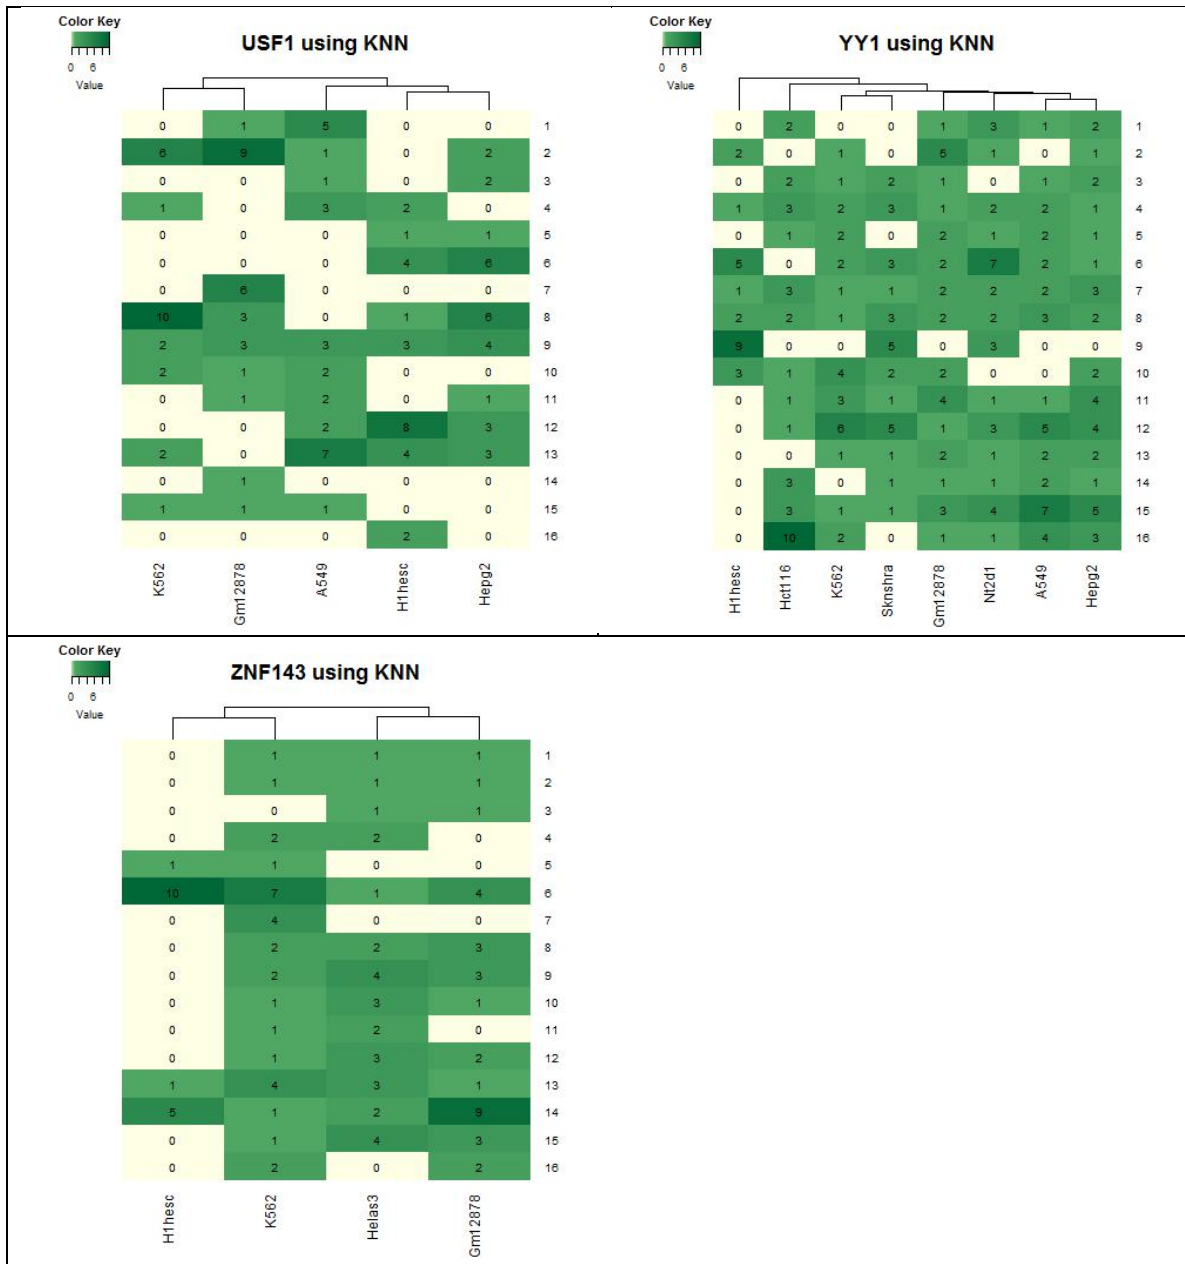 Color Key
0 6
Value
USF1 using KNN
0 1 5 0 0 1
6 9 1 0 2 2
0 0 1 0 2 3
1 0 3 2 0 4
0 0 0 1 1 5
0 0 0 4 6 6
0 6 0 0 0 7
10 3 0 1 6 8
2 3 3 3 4 9
2 1 2 0 0 10
0 1 2 0 1 11
0 0 2 8 3 12
2 0 7 4 3 13
0 1 0 0 0 14
1 1 1 0 0 15
0 0 0 2 0 16
K562 Gm12878 A549 H1hesc Hepg2
Color Key
0 6
Value
YY1 using KNN
0 2 0 0 1 3 1 2 1
2 0 1 0 5 1 0 1 2
0 2 1 2 1 0 1 2 3
1 3 2 3 1 2 2 1 4
0 1 2 0 2 1 2 1 5
5 0 2 3 2 7 2 1 6
1 3 1 1 2 2 2 3 7
2 2 1 3 2 2 3 2 8
9 0 0 5 0 3 0 0 9
3 1 4 2 2 0 0 2 10
0 1 3 1 4 1 1 4 11
0 1 6 5 1 3 5 4 12
0 0 1 1 2 1 2 2 13
0 3 0 1 1 1 2 1 14
0 3 1 1 3 4 7 5 15
0 10 2 0 1 1 4 3 16
H1hesc Hct116 K562 Sknshra Gm12878 Nt2d1 A549 Hepg2
Color Key
0 6
Value
ZNF143 using KNN
0 1 1 1 1
0 1 1 1 2
0 0 1 1 3
0 2 2 0 4
1 1 0 0 5
10 7 1 4 6
0 4 0 0 7
0 2 2 3 8
0 2 4 3 9
0 1 3 1 10
0 1 2 0 11
0 1 3 2 12
1 4 3 1 13
5 1 2 9 14
0 1 4 3 15
0 2 0 2 16
H1hesc K562 Helas3 Gm12878